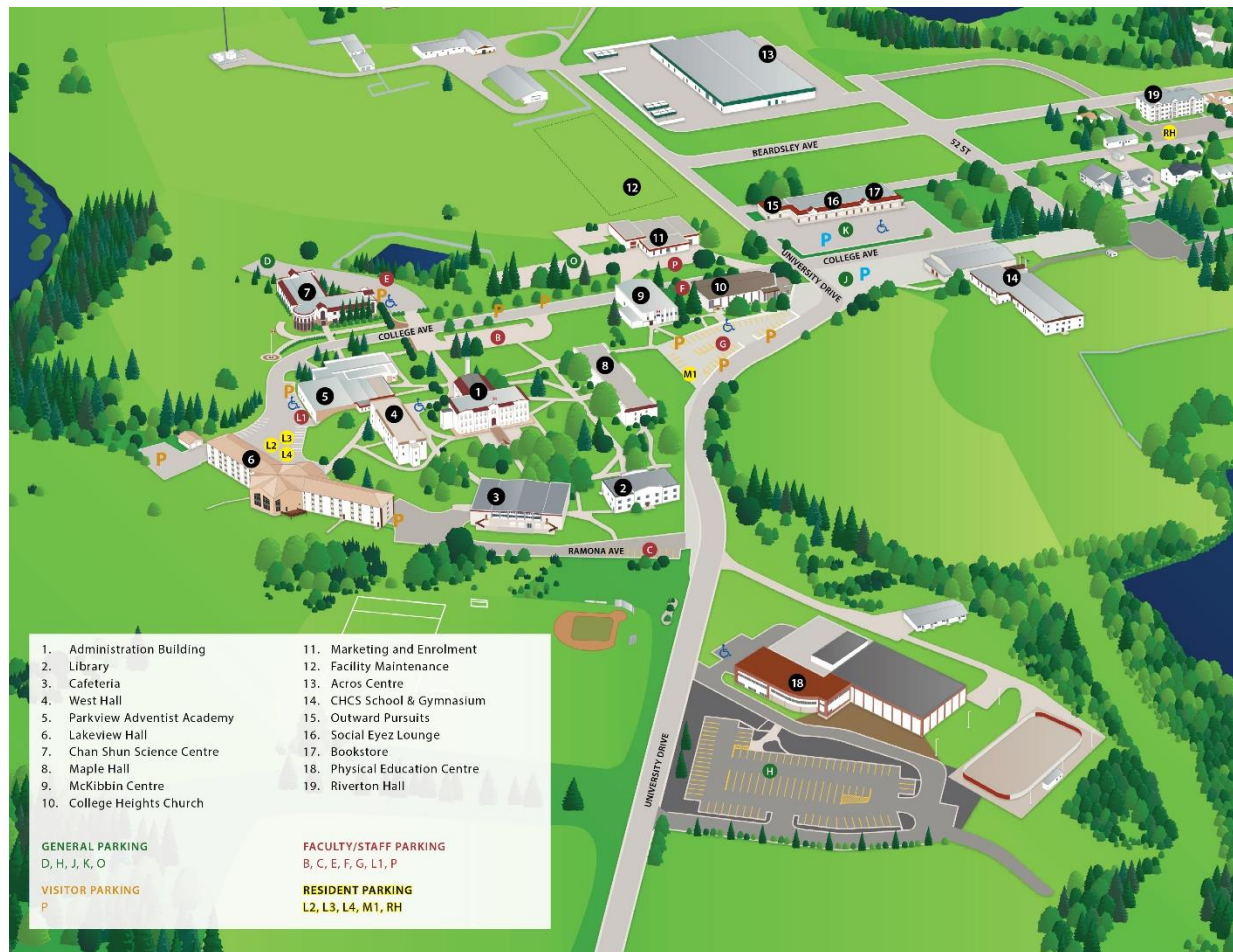 13
19
RH
BEARDSLEY AVE
52 ST
12
15
16
17
K
P
11
O
P
COLLEGE AVE
UNIVERSITY DRIVE
J
P
14
D
E
7
P
F
10
9
P
P
COLLEGE AVE
B
G
P
P
P
M1
8
1
5
P
L1
4
L2
L3
L4
6
P
3
2
P
RAMONA AVE
C
18
H
UNIVERSITY DRIVE
1. Administration Building
2. Library
3. Cafeteria
4. West Hall
5. Parkview Adventist Academy
6. Lakeview Hall
7. Chan Shun Science Centre
8. Maple Hall
9. McKibbin Centre
10. College Heights Church
11. Marketing and Enrolment
12. Facility Maintenance
13. Acros Centre
14. CHCS School & Gymnasium
15. Outward Pursuits
16. Social Eyez Lounge
17. Bookstore
18. Physical Education Centre
19. Riverton Hall
GENERAL PARKING
D, H, J, K, O
VISITOR PARKING
P
FACULTY/STAFF PARKING
B, C, E, F, G, L1, P
RESIDENT PARKING
L2, L3, L4, M1, RH